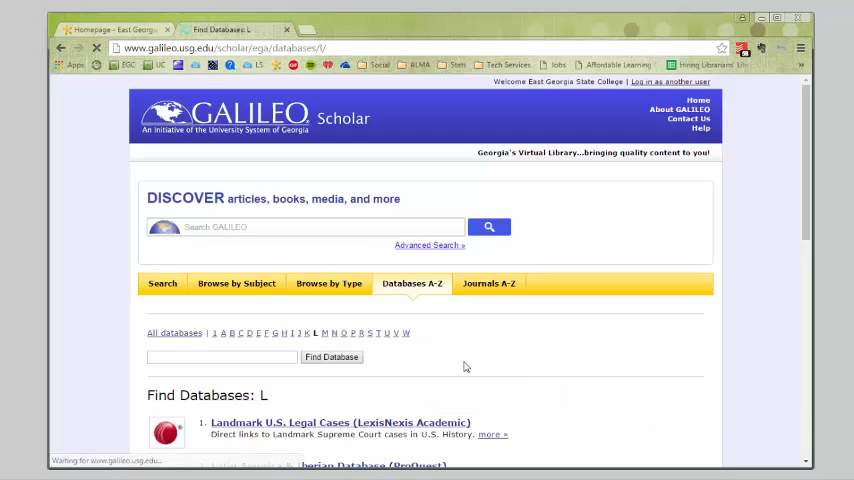 Homepage - East Georgi
Find Databases: L
www.galileo.usg.edu/scholar/ega/databases/l/
Apps EGC UC LS Social ALMA Stats Tech Services Jobs Affordable Learning Hiring Librarians' Lib »
Welcome East Georgia State College | Log in as another user
GALILEO® Scholar
An Initiative of the University System of Georgia
Home
About GALILEO
Contact Us
Help
Georgia's Virtual Library...bringing quality content to you!
DISCOVER articles, books, media, and more
Search GALILEO
Advanced Search »
Search Browse by Subject Browse by Type Databases A-Z Journals A-Z
All databases | 1 A B C D E F G H I J K L M N O P R S T U V W
Find Database
Find Databases: L
1. Landmark U.S. Legal Cases (LexisNexis Academic)
Direct links to Landmark Supreme Court cases in U.S. History. more »
Iberian Database (ProQuest)
Waiting for www.galileo.usg.edu...